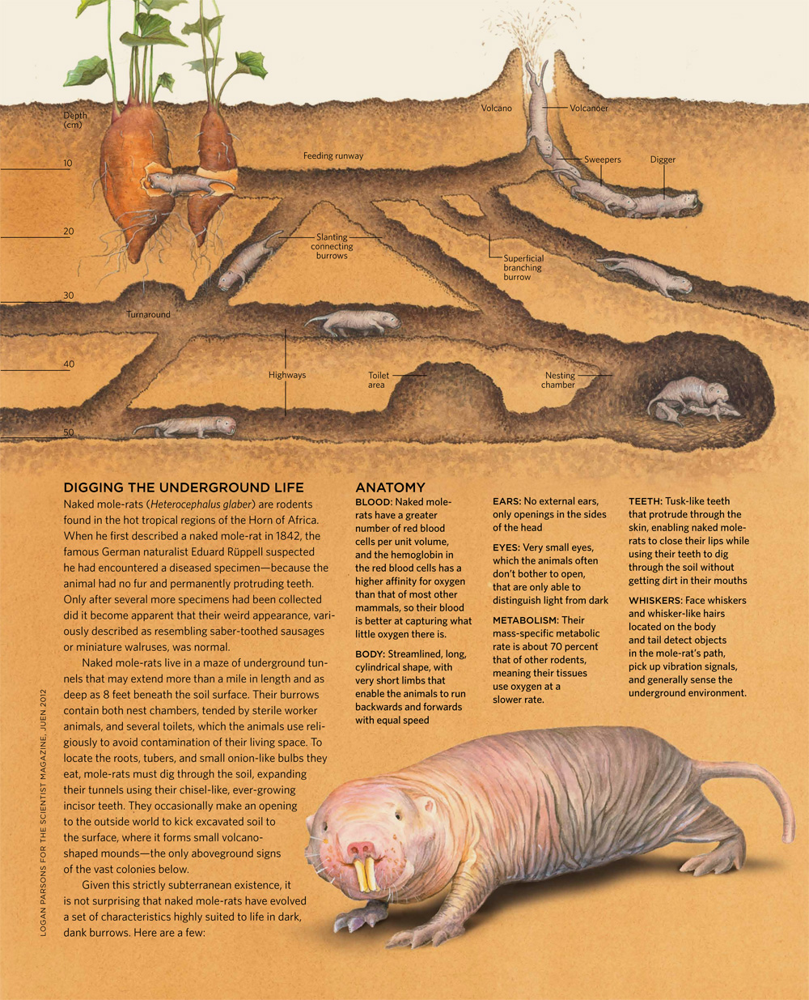 Depth
(cm)
10
20
30
40
50
Volcano
Volcanoer
Feeding runway
Sweepers
Digger
Slanting
connecting
burrows
Superficial
branching
burrow
Turnaround
Highways
Toilet
area
Nesting
chamber
DIGGING THE UNDERGROUND LIFE
Naked mole-rats (Heterocephalus glaber) are rodents
found in the hot tropical regions of the Horn of Africa.
When he first described a naked mole-rat in 1842, the
famous German naturalist Eduard Rüppell suspected
he had encountered a diseased specimen—because the
animal had no fur and permanently protruding teeth.
Only after several more specimens had been collected
did it become apparent that their weird appearance, vari-
ously described as resembling saber-toothed sausages
or miniature walruses, was normal.
Naked mole-rats live in a maze of underground tun-
nels that may extend more than a mile in length and as
deep as 8 feet beneath the soil surface. Their burrows
contain both nest chambers, tended by sterile worker
animals, and several toilets, which the animals use reli-
giously to avoid contamination of their living space. To
locate the roots, tubers, and small onion-like bulbs they
eat, mole-rats must dig through the soil, expanding
their tunnels using their chisel-like, ever-growing
incisor teeth. They occasionally make an opening
to the outside world to kick excavated soil to
the surface, where it forms small volcano-
shaped mounds—the only aboveground signs
of the vast colonies below.
Given this strictly subterranean existence, it
is not surprising that naked mole-rats have evolved
a set of characteristics highly suited to life in dark,
dank burrows. Here are a few:
ANATOMY
BLOOD: Naked mole-
rats have a greater
number of red blood
cells per unit volume,
and the hemoglobin in
the red blood cells has a
higher affinity for oxygen
than that of most other
mammals, so their blood
is better at capturing what
little oxygen there is.
BODY: Streamlined, long,
cylindrical shape, with
very short limbs that
enable the animals to run
backwards and forwards
with equal speed
EARS: No external ears,
only openings in the sides
of the head
EYES: Very small eyes,
which the animals often
don't bother to open,
that are only able to
distinguish light from dark
METABOLISM: Their
mass-specific metabolic
rate is about 70 percent
that of other rodents,
meaning their tissues
use oxygen at a
slower rate.
TEETH: Tusk-like teeth
that protrude through the
skin, enabling naked mole-
rats to close their lips while
using their teeth to dig
through the soil without
getting dirt in their mouths
WHISKERS: Face whiskers
and whisker-like hairs
located on the body
and tail detect objects
in the mole-rat's path,
pick up vibration signals,
and generally sense the
underground environment.
LOGAN PARSONS FOR THE SCIENTIST MAGAZINE, JUEN 2012